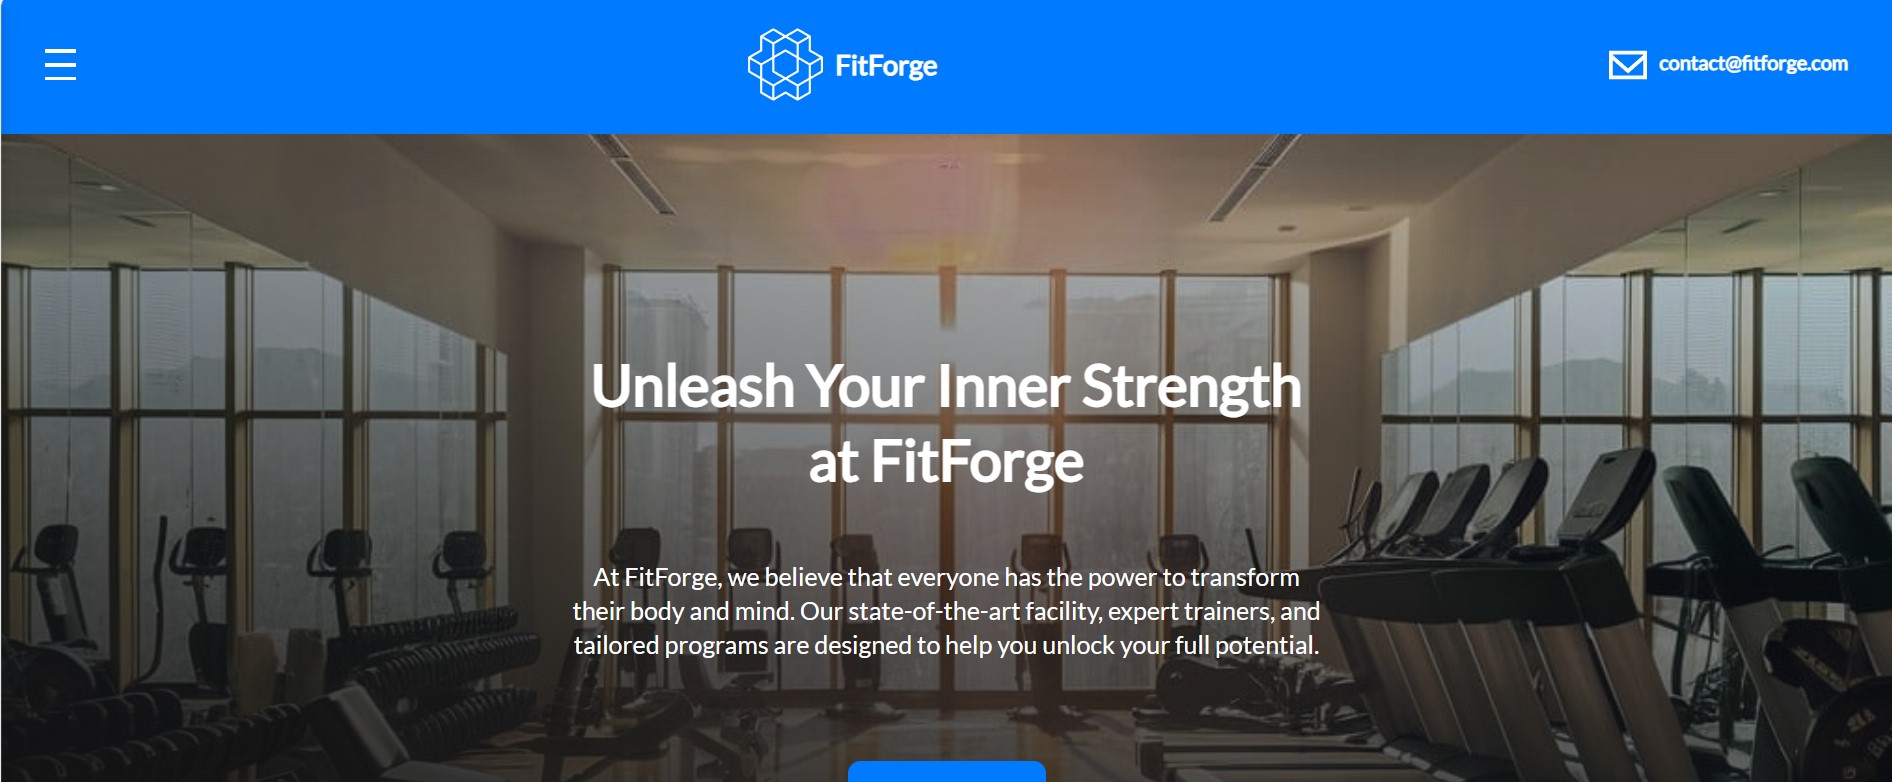 FitForge
contact@fitforge.com
Unleash Your Inner Strength
at FitForge
At FitForge, we believe that everyone has the power to transform
their body and mind. Our state-of-the-art facility, expert trainers, and
tailored programs are designed to help you unlock your full potential.